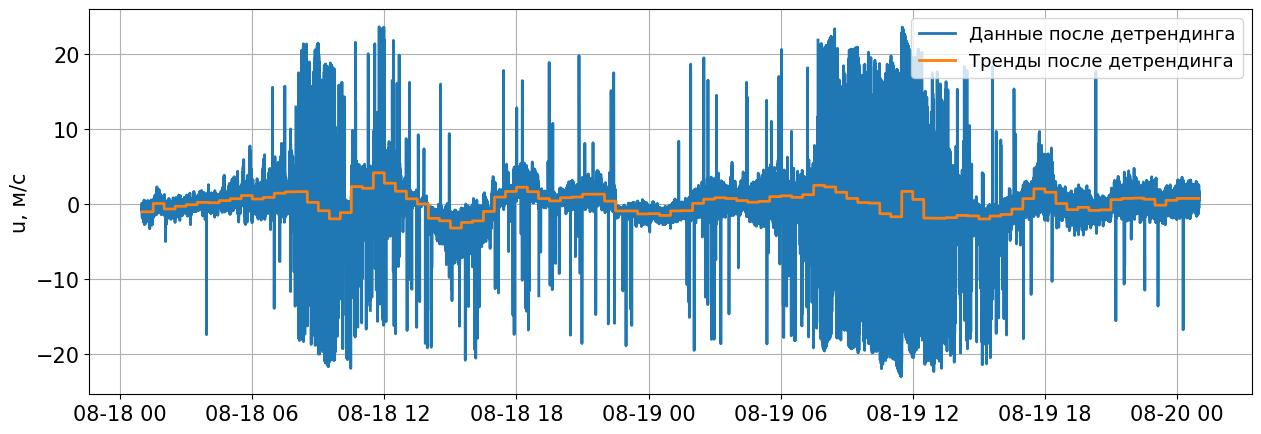 Данные после детрендинга
Тренды после детрендинга
u, м/с
20
10
0
−10
−20
08-18 00 08-18 06 08-18 12 08-18 18 08-19 00 08-19 06 08-19 12 08-19 18 08-20 00